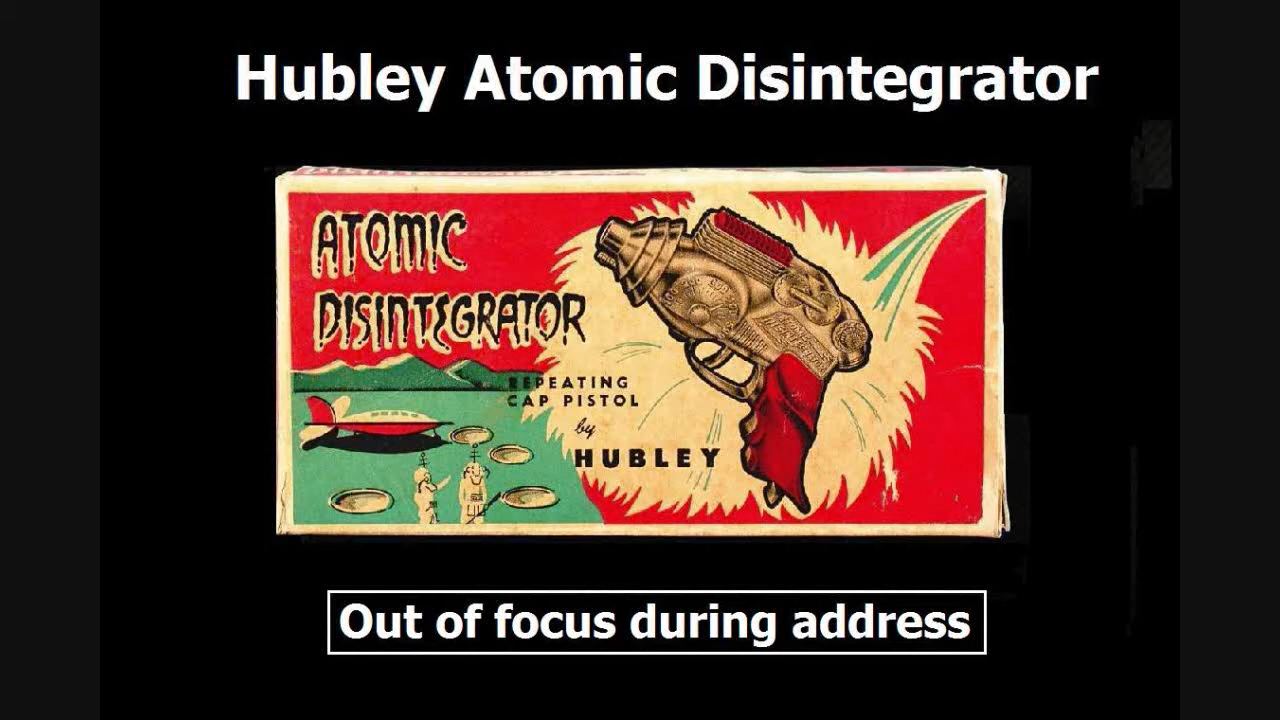 Hubley Atomic Disintegrator
ATOMIC
DISINTEGRATOR
REPEATING
CAP PISTOL
by
HUBLEY
Out of focus during address